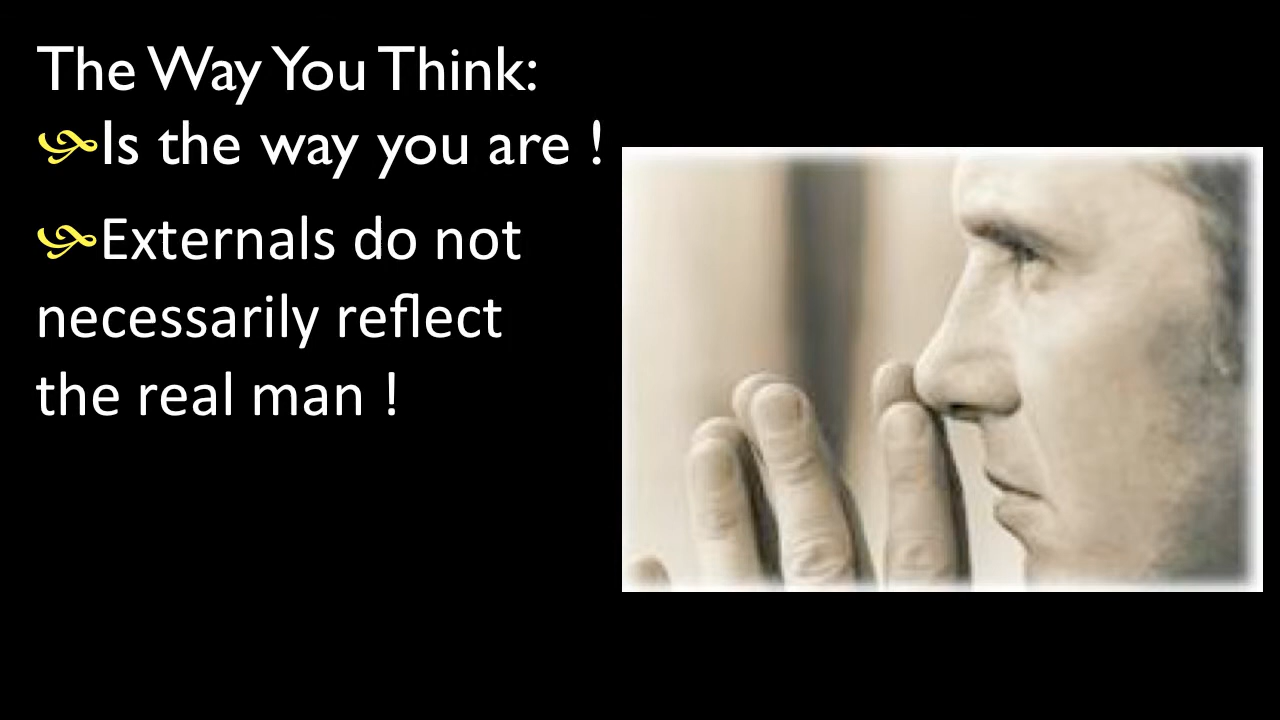 The Way You Think:
Is the way you are !
Externals do not
necessarily reflect
the real man !